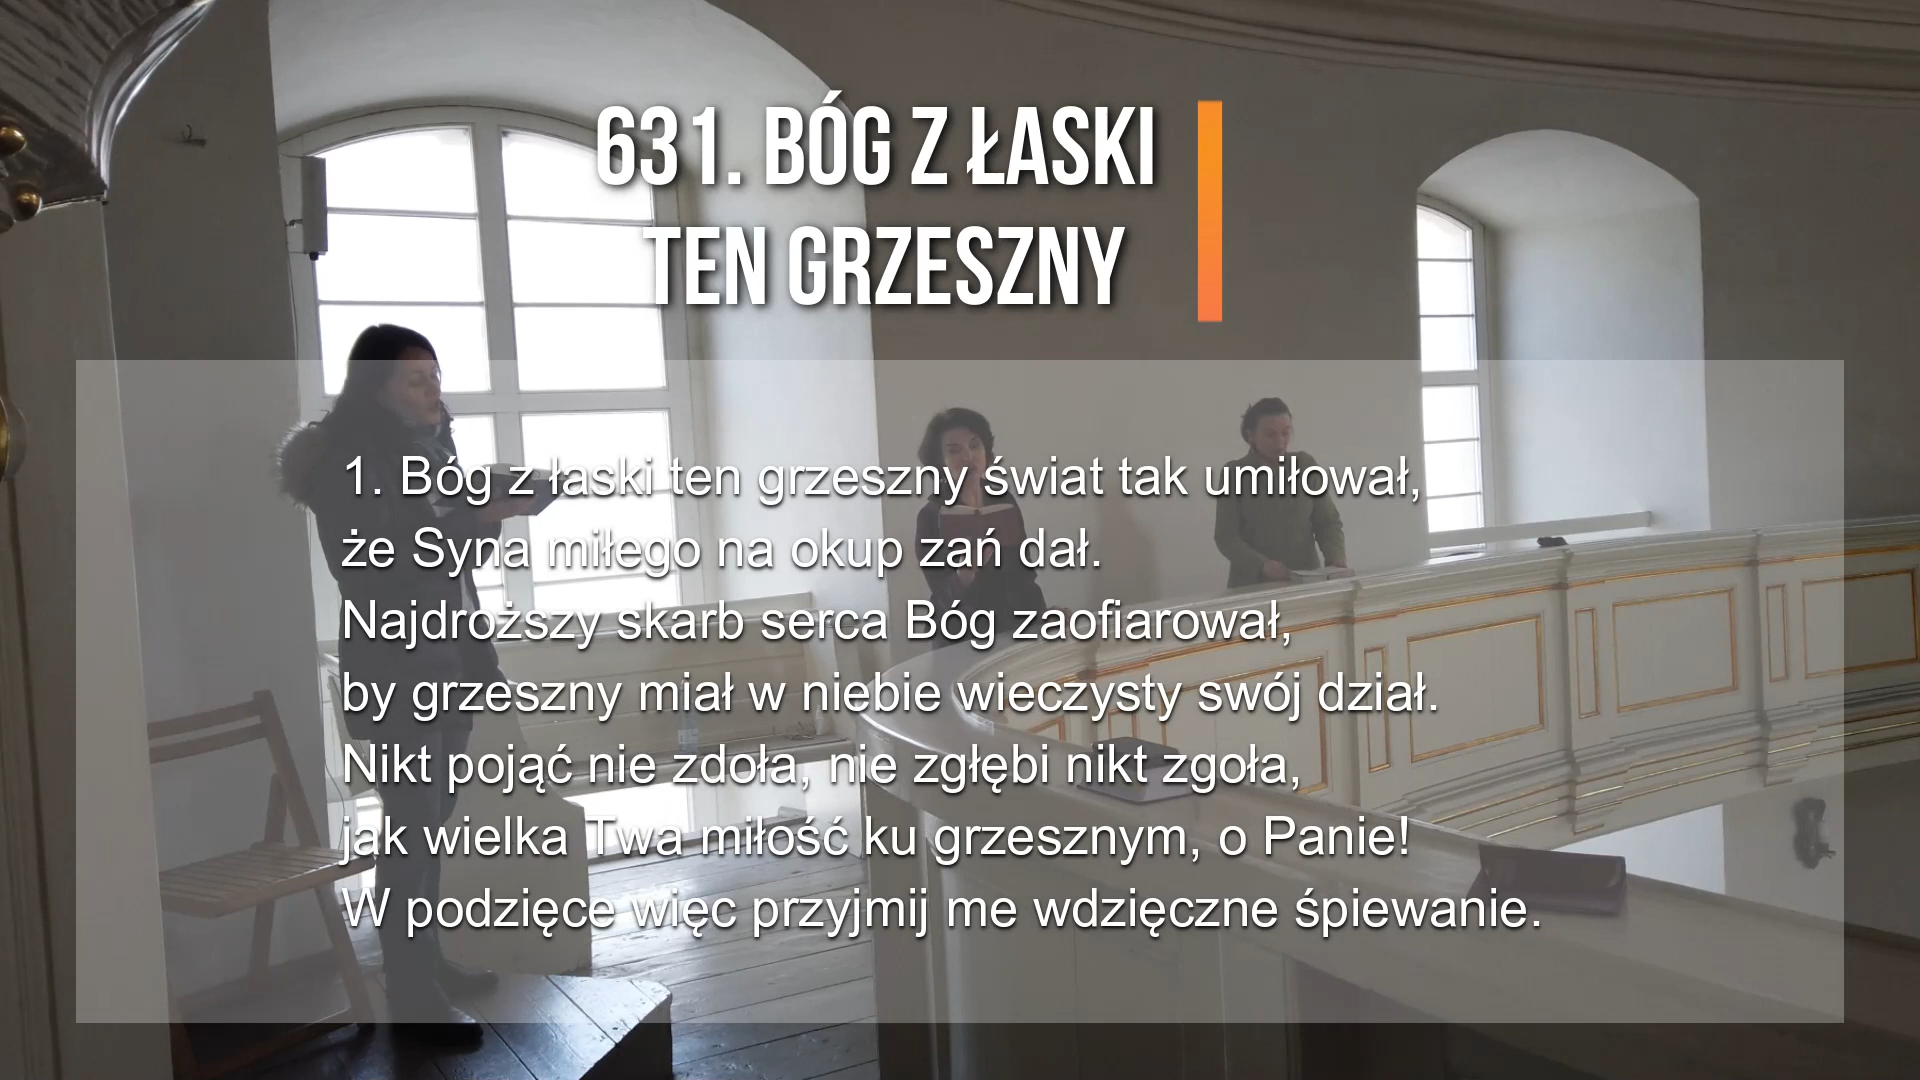 631. BÓG Z ŁASKI
TEN GRZESZNY
1. Bóg z łaski ten grzeszny świat tak umiłował,
że Syna miłego na okup zań dał.
Najdroższy skarb serca Bóg zaofiarował,
by grzeszny miał w niebie wieczysty swój dział.
Nikt pojąć nie zdoła, nie zgłębi nikt zgoła,
jak wielka Twa miłość ku grzesznym, o Panie!
W podzięce więc przyjmij me wdzięczne śpiewanie.